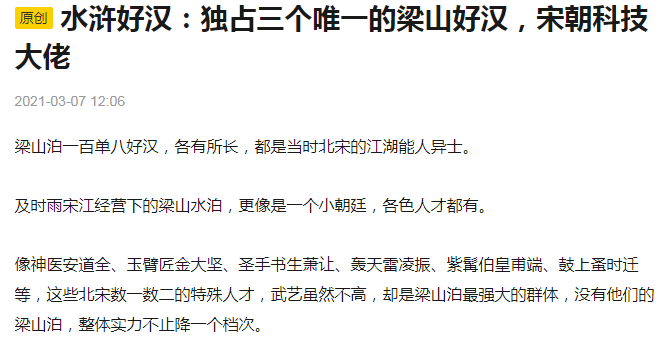 原创 水浒好汉：独占三个唯一的梁山好汉，宋朝科技
大佬
2021-03-07 12:06
梁山泊一百单八好汉，各有所长，都是当时北宋的江湖能人异士。
及时雨宋江经营下的梁山水泊，更像是一个小朝廷，各色人才都有。
像神医安道全、玉臂匠金大坚、圣手书生萧让、轰天雷凌振、紫髯伯皇甫端、鼓上蚤时迁
等，这些北宋数一数二的特殊人才，武艺虽然不高，却是梁山泊最强大的群体，没有他们的
梁山泊，整体实力不止降一个档次。